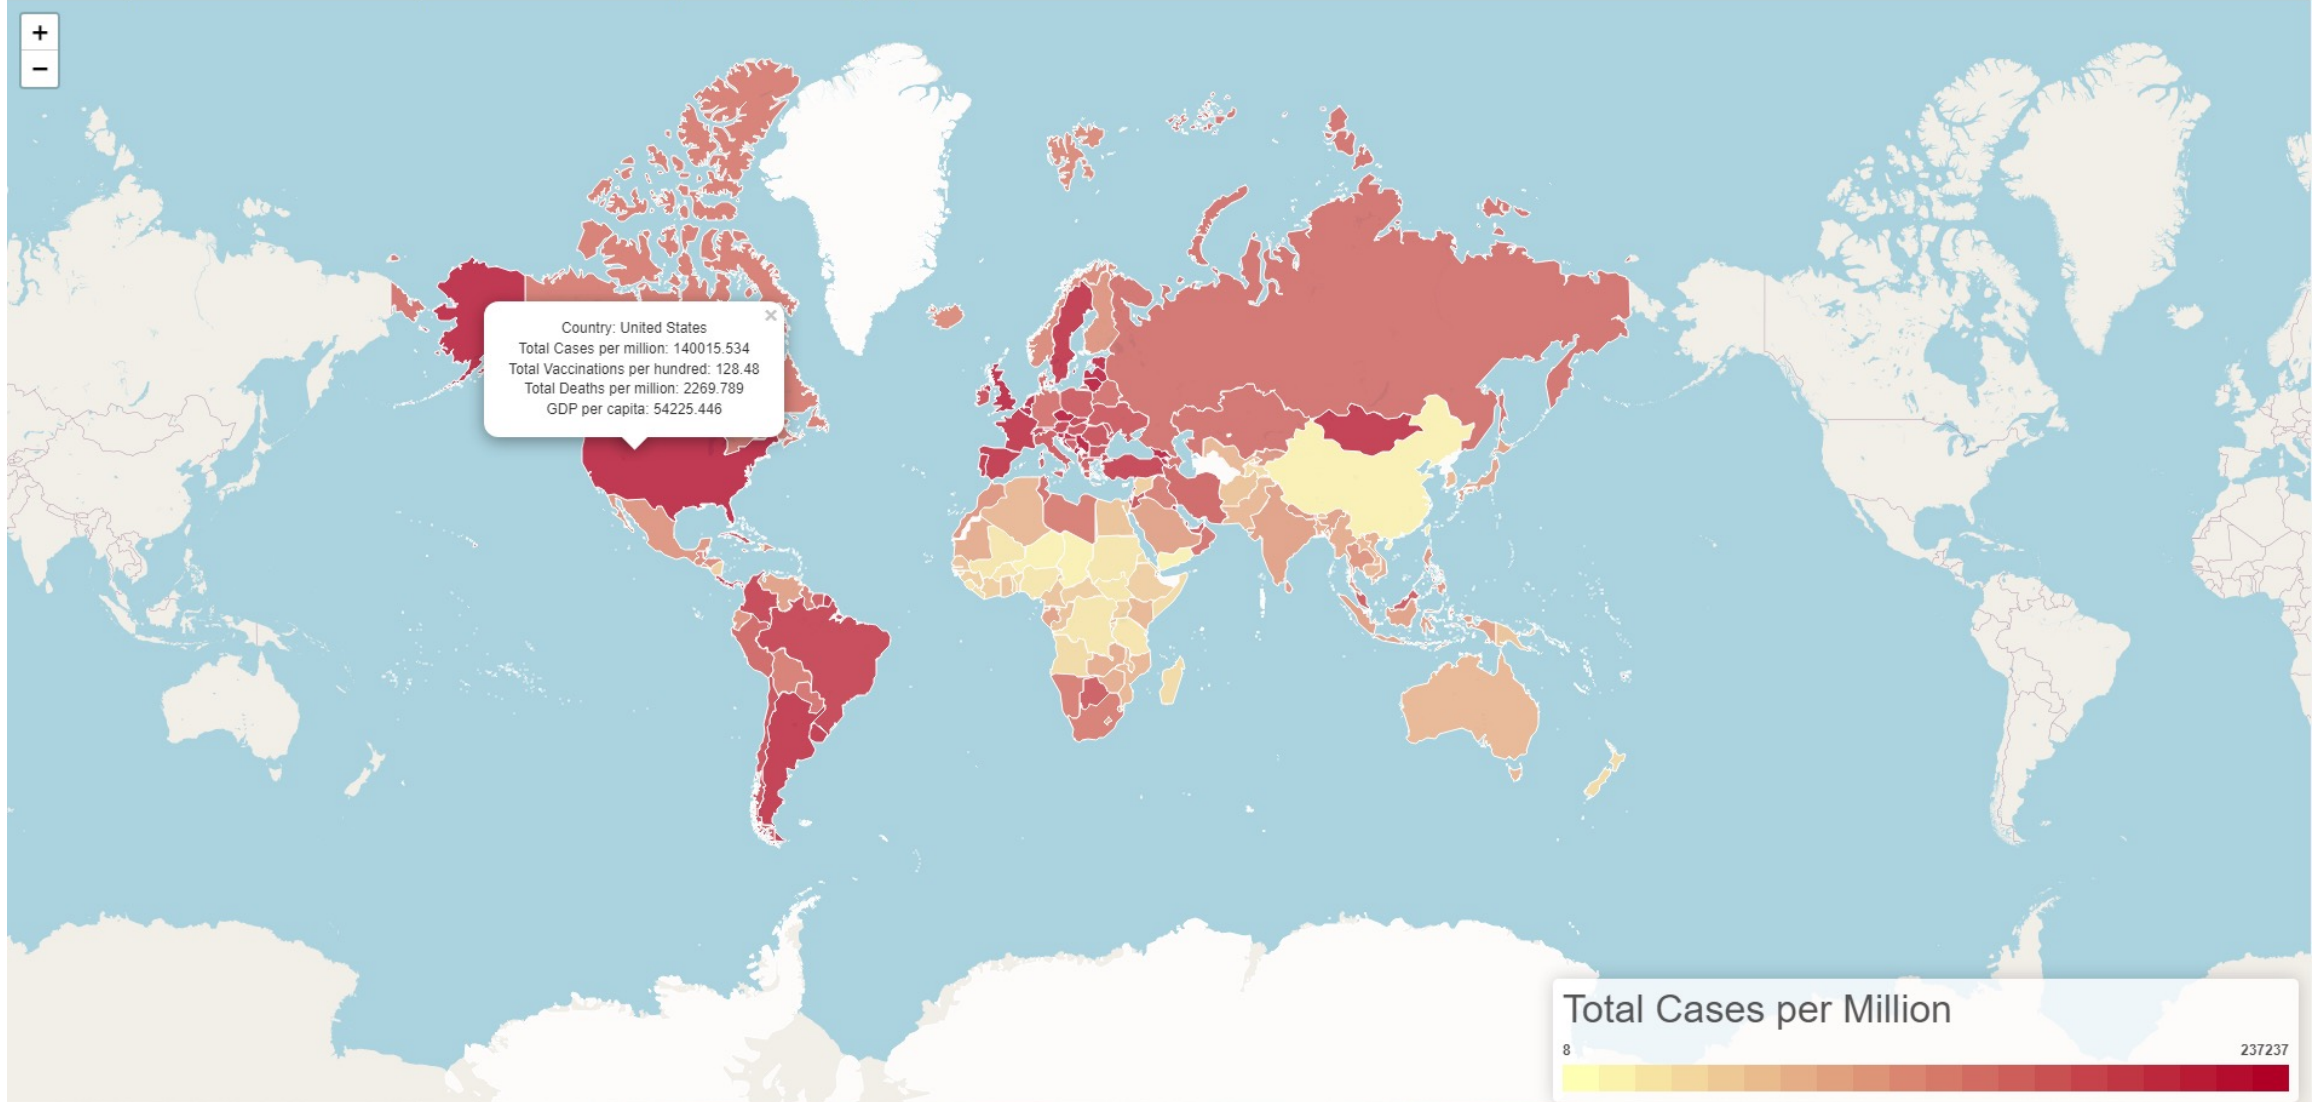 +
−
×
Country: United States
Total Cases per million: 140015.534
Total Vaccinations per hundred: 128.48
Total Deaths per million: 2269.789
GDP per capita: 54225.446
Total Cases per Million
8 237237